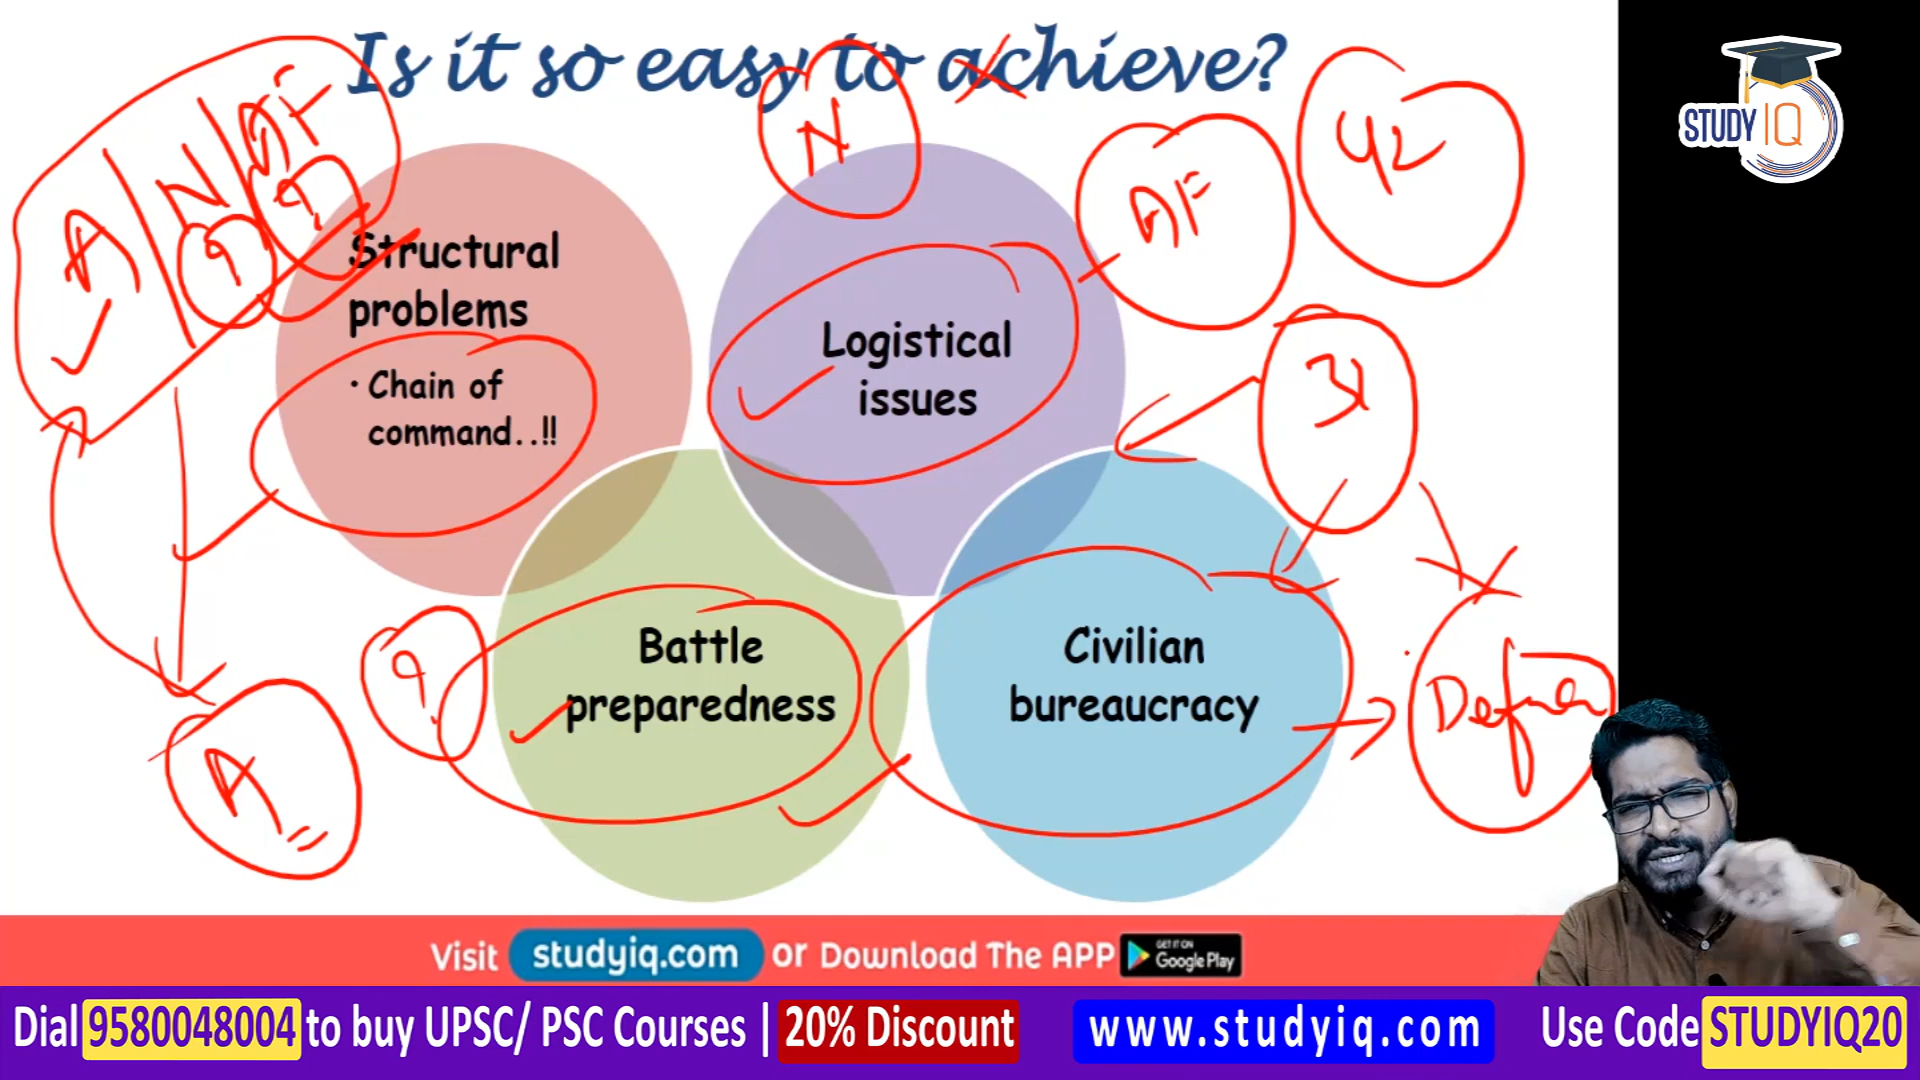 Is it so easy to achieve?
A N AF
? ?
N
AF
42
31
STUDY IQ
Structural
problems
• Chain of
command..!!
Logistical
issues
Battle
preparedness
Civilian
bureaucracy
?
A
Visit studyiq.com or Download The APP GET IT ON Google Play
Dial 9580048004 to buy UPSC/ PSC Courses | 20% Discount www.studyiq.com Use Code STUDYIQ20